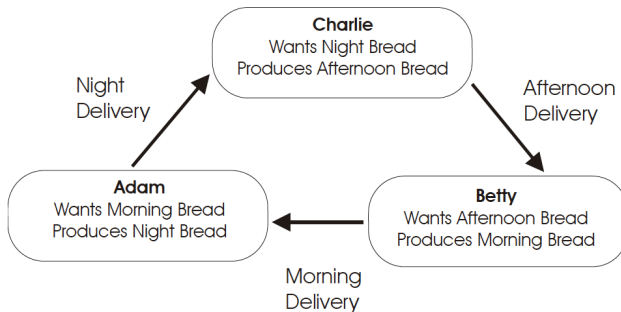 Charlie
Wants Night Bread
Produces Afternoon Bread
Night
Delivery
Afternoon
Delivery
Adam
Wants Morning Bread
Produces Night Bread
Betty
Wants Afternoon Bread
Produces Morning Bread
Morning
Delivery